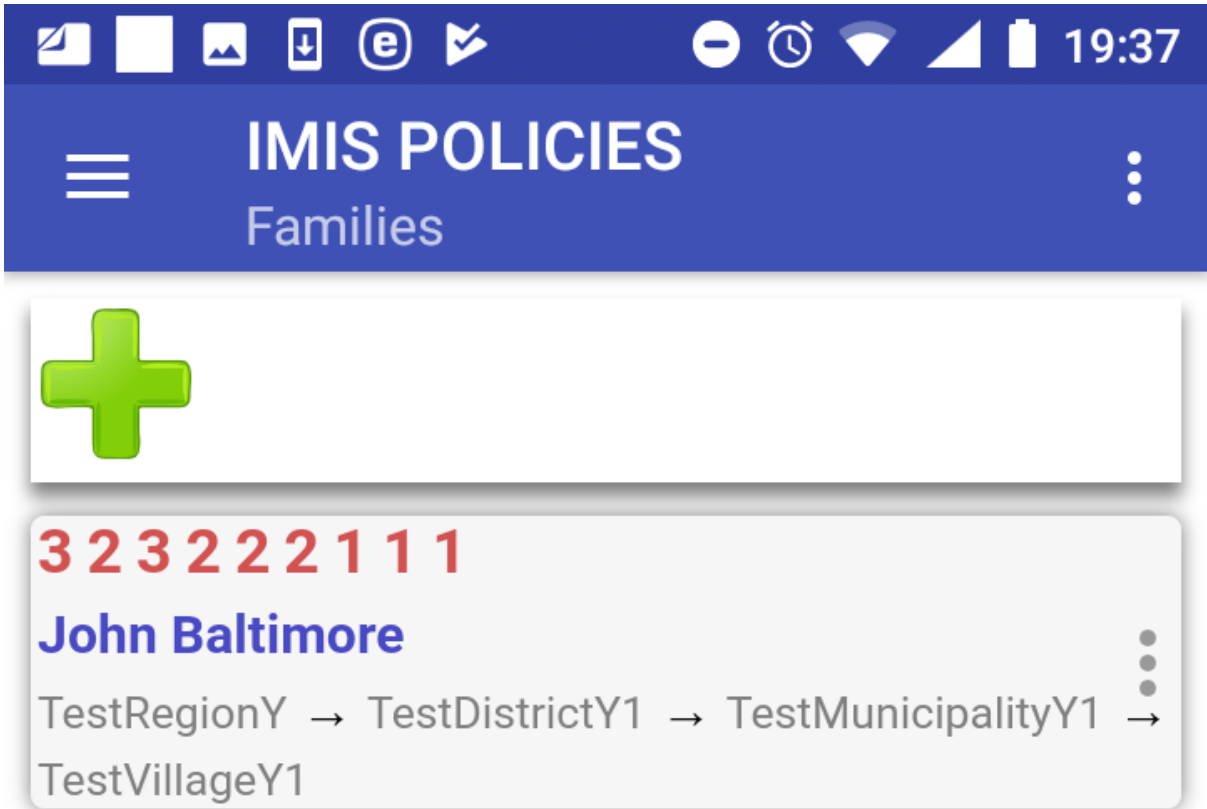 19:37
IMIS POLICIES
Families
3 2 3 2 2 2 1 1 1
John Baltimore
TestRegionY → TestDistrictY1 → TestMunicipalityY1 →
TestVillageY1